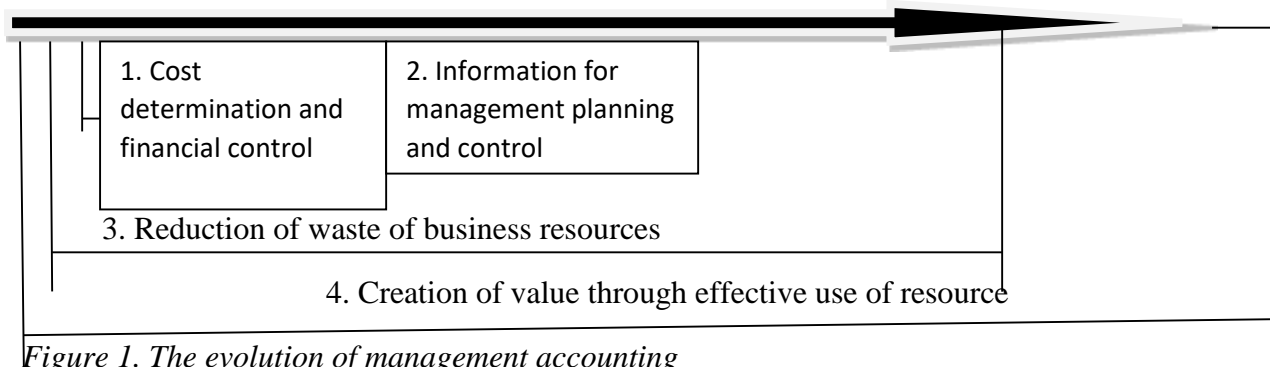 1. Cost
determination and
financial control
2. Information for
management planning
and control
3. Reduction of waste of business resources
4. Creation of value through effective use of resource
Figure 1. The evolution of management accounting